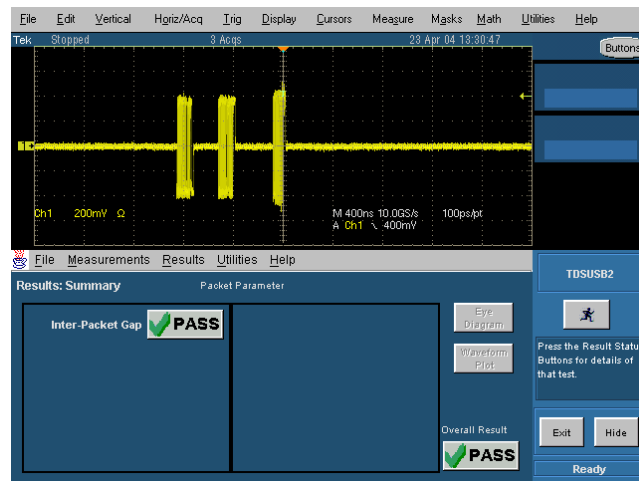 File Edit Vertical Horiz/Acq Trig Display Cursors Measure Masks Math Utilities Help
Tek Stopped 3 Acqs 23 Apr 04 13:30:47
Buttons
1
Ch1 200mV Ω M 400ns 10.0GS/s 100ps/pt
A Ch1 \ 400mV
File Measurements Results Utilities Help
TDSUSB2
Results: Summary Packet Parameter
Inter-Packet Gap PASS
Eye
Diagram
Waveform
Plot
Press the Result Statu
Buttons for details of
that test.
Overall Result
PASS
Exit Hide
Ready